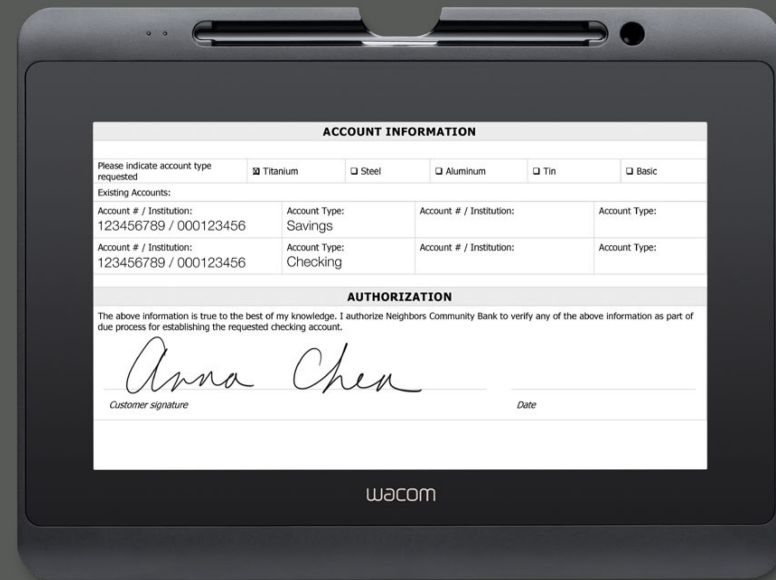 ACCOUNT INFORMATION
Please indicate account type requested ☒ Titanium ☐ Steel ☐ Aluminum ☐ Tin ☐ Basic
Existing Accounts:
Account # / Institution: Account Type: Account # / Institution: Account Type:
123456789 / 000123456 Savings
Account # / Institution: Account Type: Account # / Institution: Account Type:
123456789 / 000123456 Checking
AUTHORIZATION
The above information is true to the best of my knowledge. I authorize Neighbors Community Bank to verify any of the above information as part of
due process for establishing the requested checking account.
Anna Chen
Customer signature Date
wacom